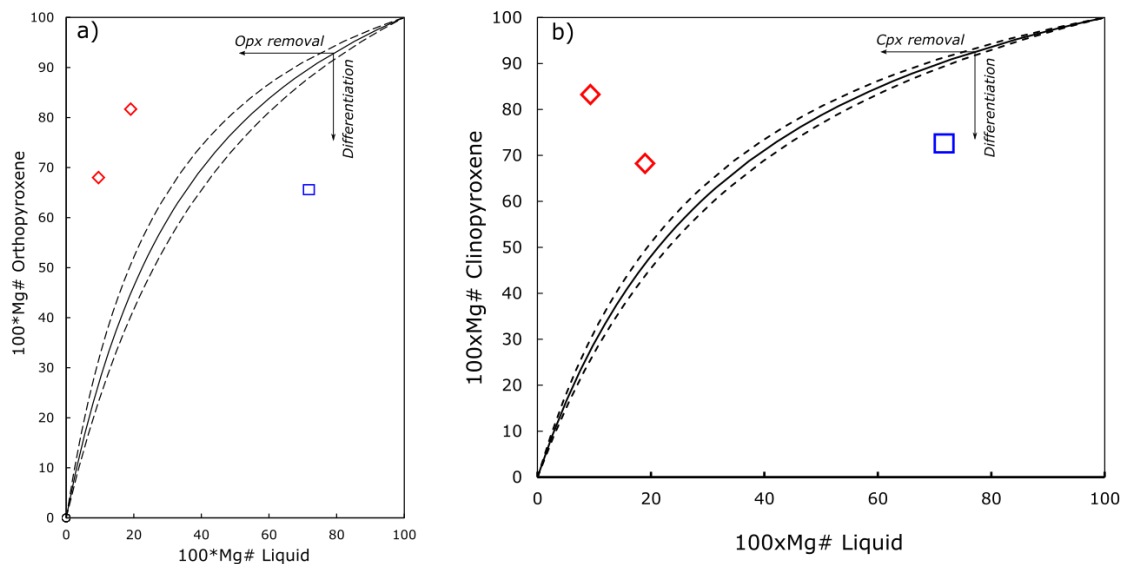 a)
Opx removal
Differentiation
100*Mg# Orthopyroxene
100
90
80
70
60
50
40
30
20
10
0
0 20 40 60 80 100
100*Mg# Liquid
b)
Cpx removal
Differentiation
100xMg# Clinopyroxene
100
90
80
70
60
50
40
30
20
10
0
0 20 40 60 80 100
100xMg# Liquid